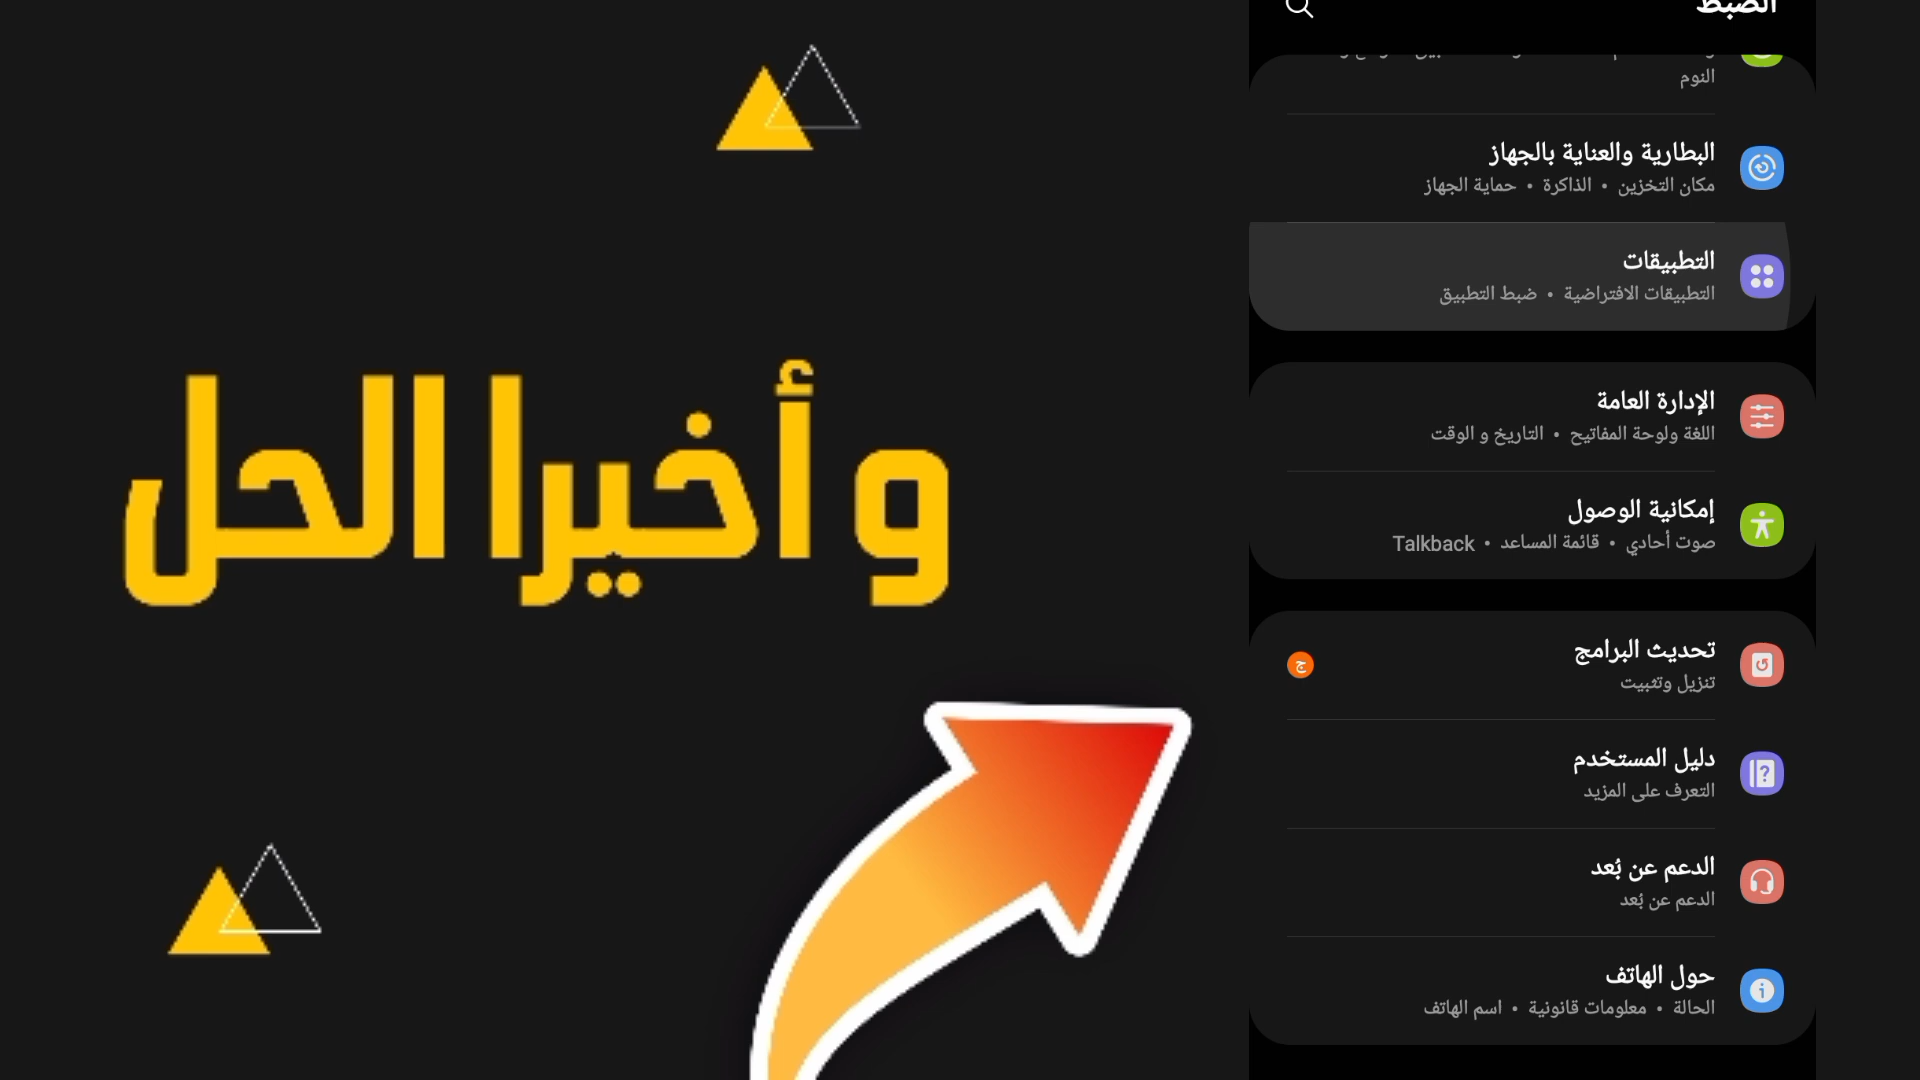 و أخيرا الحل
الضبط
النوم
البطارية والعناية بالجهاز
مكان التخزين • الذاكرة • حماية الجهاز
التطبيقات
التطبيقات الافتراضية • ضبط التطبيق
الإدارة العامة
اللغة ولوحة المفاتيح • التاريخ و الوقت
إمكانية الوصول
صوت أحادي • قائمة المساعد • Talkback
تحديث البرامج
تنزيل وتثبيت
ج
دليل المستخدم
التعرف على المزيد
الدعم عن بُعد
الدعم عن بُعد
حول الهاتف
الحالة • معلومات قانونية • اسم الهاتف